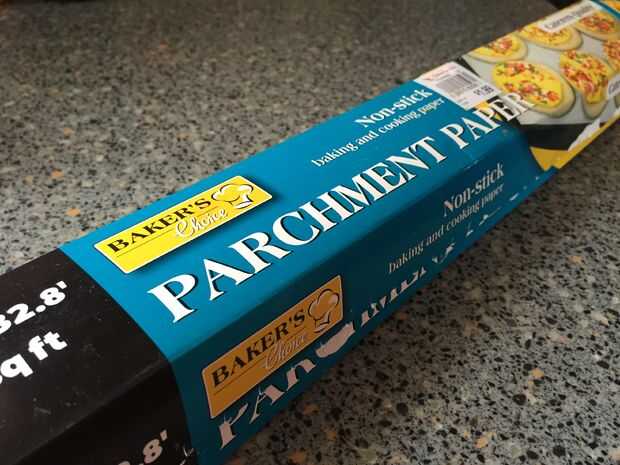 Non-stick
baking and cooking paper
PARCHMENT PAPER
BAKER'S
Choice
32.8'
sq ft
Non-stick
baking and cooking paper
BAKER'S
Choice